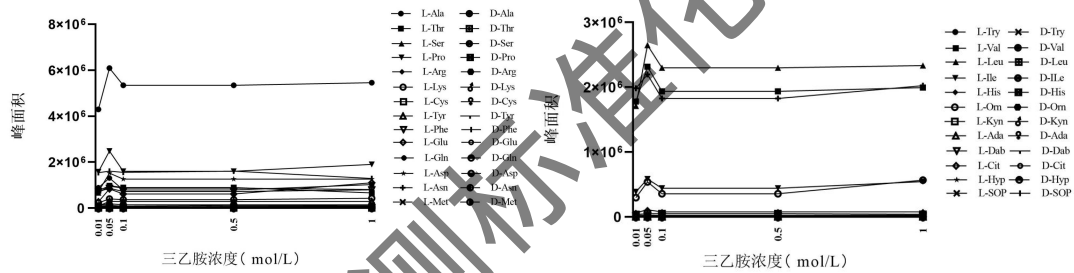 8×10⁶
6×10⁶
4×10⁶
2×10⁶
0
峰面积
0.01
0.05
0.1
0.5
1
三乙胺浓度( mol/L)
L-Ala D-Ala
L-Thr D-Thr
L-Ser D-Ser
L-Pro D-Pro
L-Arg D-Arg
L-Lys D-Lys
L-Cys D-Cys
L-Tyr D-Tyr
L-Phe D-Phe
L-Glu D-Glu
L-Gln D-Gln
L-Asp D-Asp
L-Asn D-Asn
L-Met D-Met
3×10⁶
2×10⁶
1×10⁶
0
峰面积
0.01
0.05
0.1
0.5
1
三乙胺浓度( mol/L)
L-Try D-Try
L-Val D-Val
L-Leu D-Leu
L-Ile D-ILe
L-His D-His
L-Orn D-Orn
L-Kyn D-Kyn
L-Ada D-Ada
L-Dab D-Dab
L-Cit D-Cit
L-Hyp D-Hyp
L-SOP D-SOP
测标准化